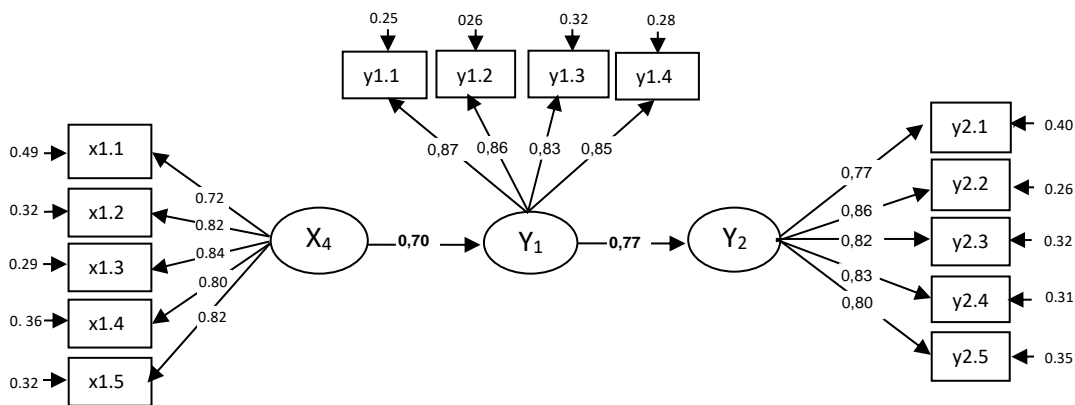 0.25 026 0.32 0.28
y1.1 y1.2 y1.3 y1.4
0,87 0,86 0,83 0,85
0.49 x1.1
0.32 x1.2
0.29 x1.3
0. 36 x1.4
0.32 x1.5
0.72
0.82
0.84
0.80
0.82
X4 0,70 Y1 0,77 Y2
0,77
0,86
0,82
0,83
0,80
y2.1 0.40
y2.2 0.26
y2.3 0.32
y2.4 0.31
y2.5 0.35